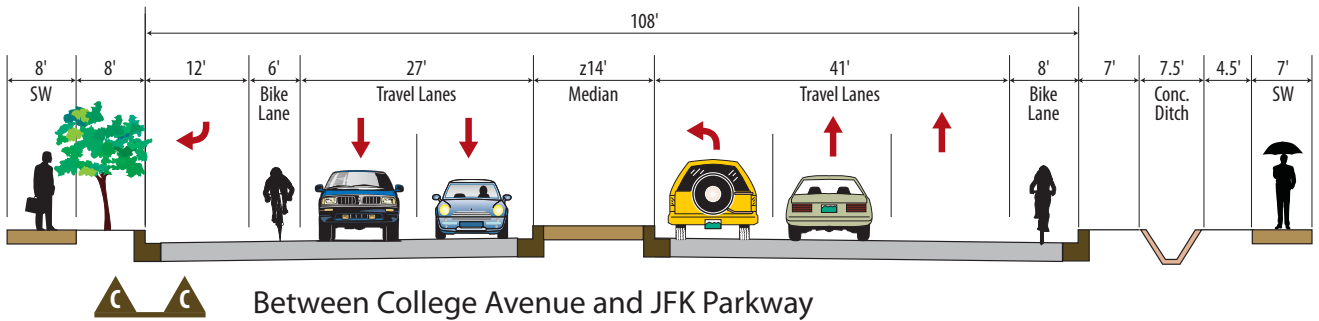 108'
8' 8' 12' 6' 27' z14' 41' 8' 7' 7.5' 4.5' 7'
SW Bike Travel Lanes Median Travel Lanes Bike Conc. SW
Lane Lane Ditch
C C Between College Avenue and JFK Parkway